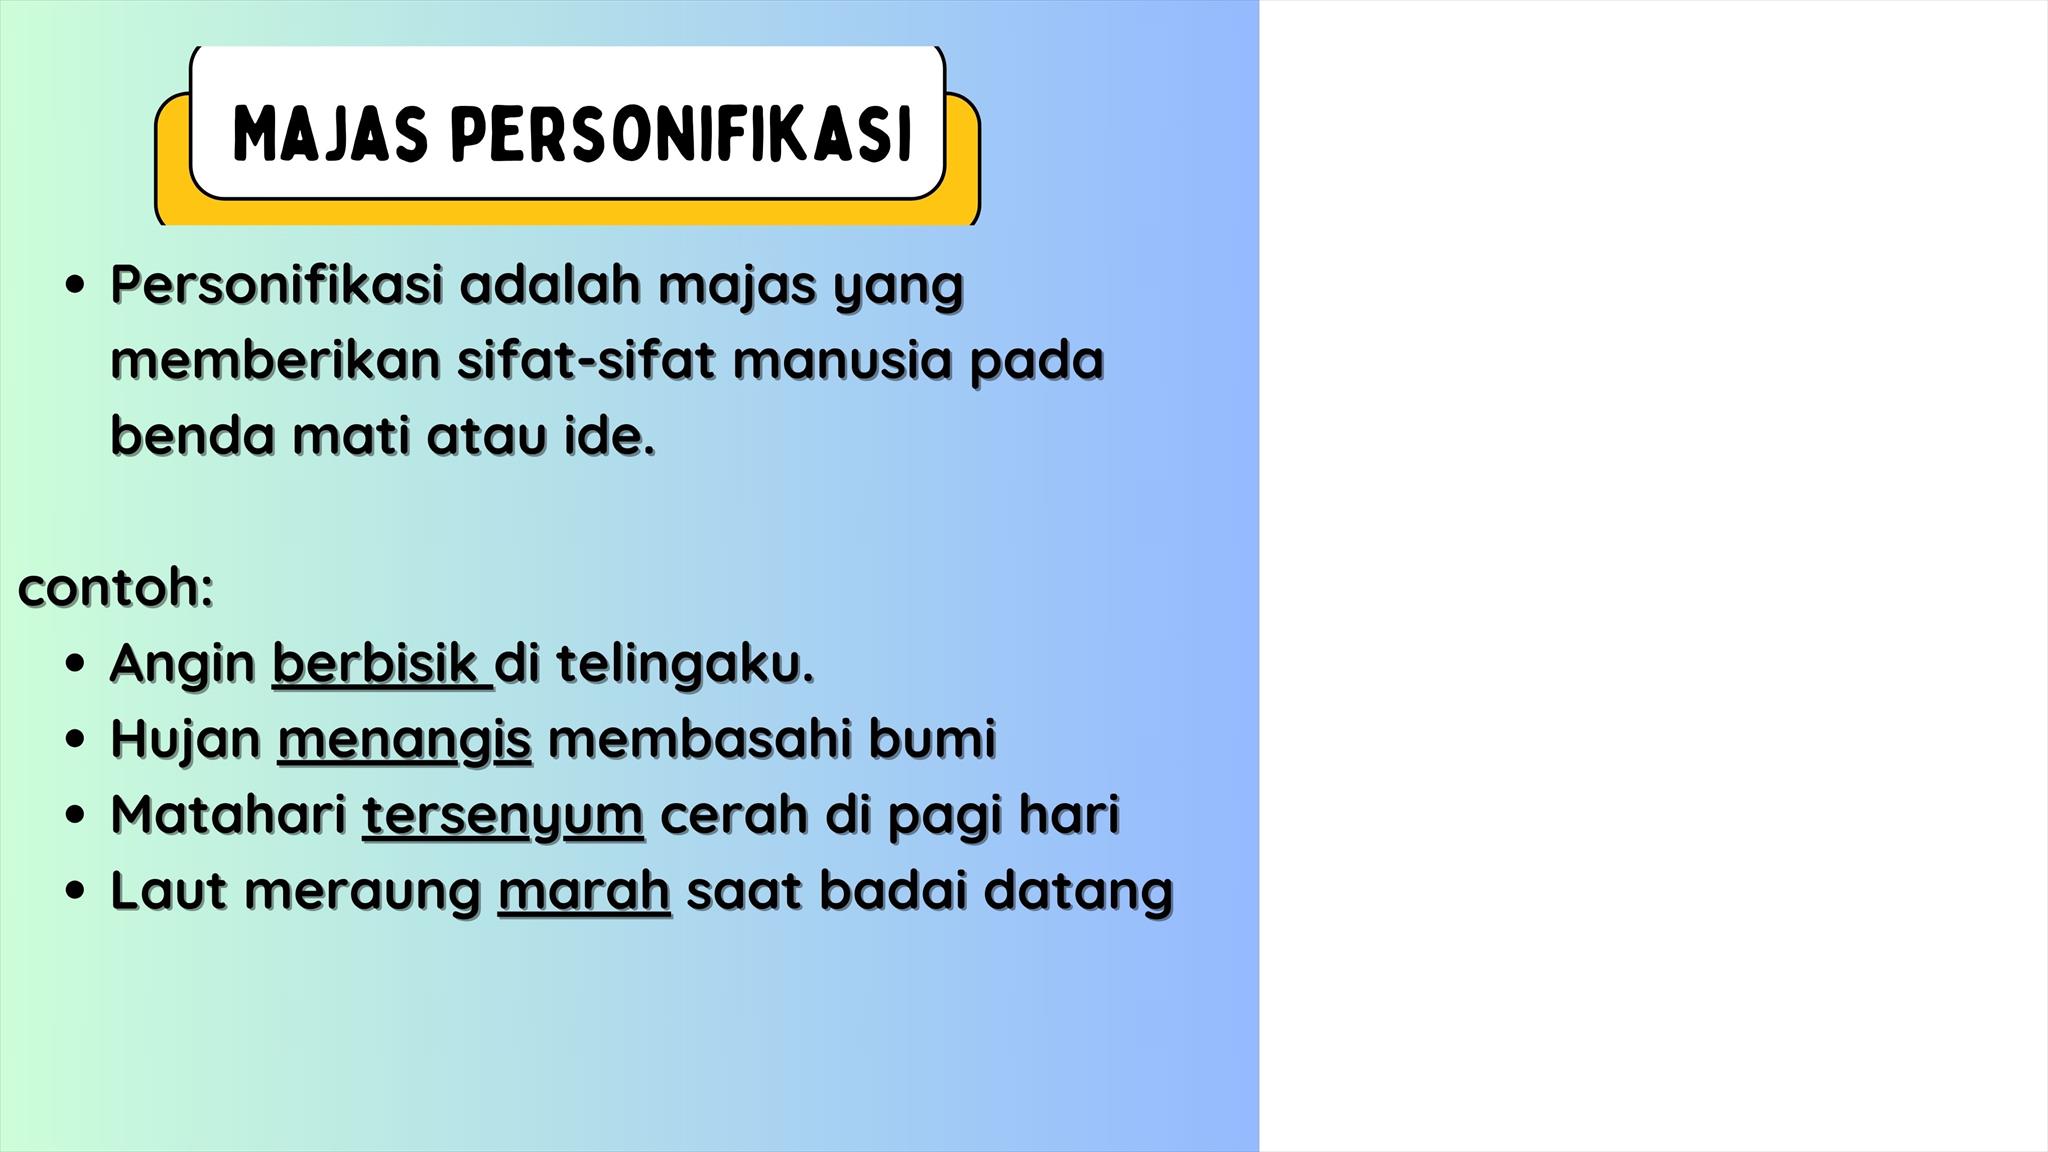 MAJAS PERSONIFIKASI
• Personifikasi adalah majas yang
memberikan sifat-sifat manusia pada
benda mati atau ide.
contoh:
• Angin berbisik di telingaku.
• Hujan menangis membasahi bumi
• Matahari tersenyum cerah di pagi hari
• Laut meraung marah saat badai datang